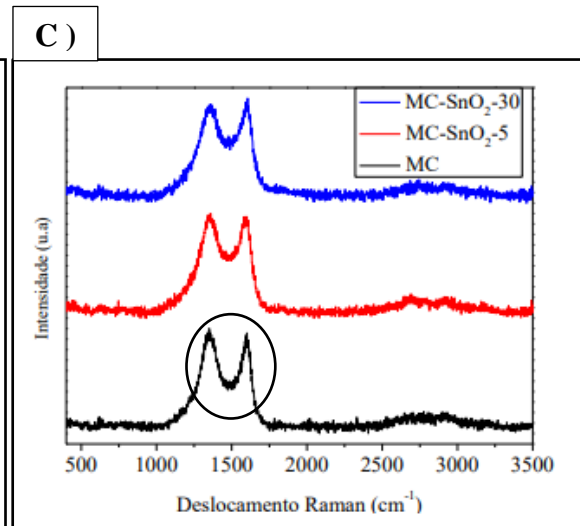 C )
MC-SnO₂-30
MC-SnO₂-5
MC
Intensidade (u.a)
500 1000 1500 2000 2500 3000 3500
Deslocamento Raman (cm⁻¹)